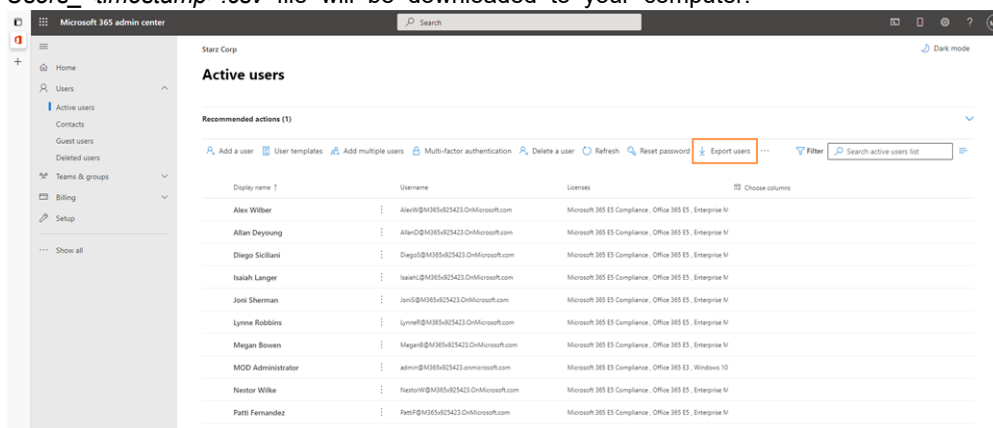 Users_ timestamp .csv file will be downloaded to your computer.
Microsoft 365 admin center
Search
?
Starz Corp
Dark mode
Home
Active users
Users
Active users
Recommended actions (1)
Contacts
Guest users
Deleted users
Add a user User templates Add multiple users Multi-factor authentication Delete a user Refresh Reset password Export users ... Filter Search active users list
Teams & groups
Billing
Setup
Show all
Display name ↑ Username Licenses Choose columns
Alex Wilber AlexW@M365x925423.OnMicrosoft.com Microsoft 365 E5 Compliance , Office 365 E5 , Enterprise M
Allan Deyoung AllanD@M365x925423.OnMicrosoft.com Microsoft 365 E5 Compliance , Office 365 E5 , Enterprise M
Diego Siciliani DiegoS@M365x925423.OnMicrosoft.com Microsoft 365 E5 Compliance , Office 365 E5 , Enterprise M
Isaiah Langer IsaiahL@M365x925423.OnMicrosoft.com Microsoft 365 E5 Compliance , Office 365 E5 , Enterprise M
Joni Sherman JoniS@M365x925423.OnMicrosoft.com Microsoft 365 E5 Compliance , Office 365 E5 , Enterprise M
Lynne Robbins LynneR@M365x925423.OnMicrosoft.com Microsoft 365 E5 Compliance , Office 365 E5 , Enterprise M
Megan Bowen MeganB@M365x925423.OnMicrosoft.com Microsoft 365 E5 Compliance , Office 365 E5 , Enterprise M
MOD Administrator admin@M365x925423.onmicrosoft.com Microsoft 365 E5 Compliance , Office 365 E3 , Windows 10
Nestor Wilke NestorW@M365x925423.OnMicrosoft.com Microsoft 365 E5 Compliance , Office 365 E5 , Enterprise M
Patti Fernandez PattiF@M365x925423.OnMicrosoft.com Microsoft 365 E5 Compliance , Office 365 E5 , Enterprise M